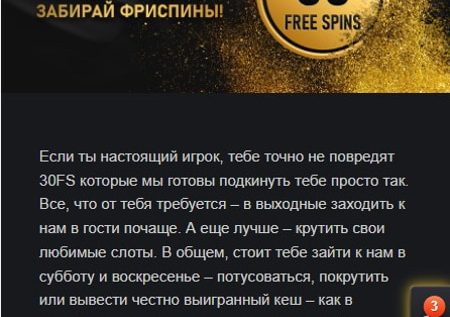 ЗАБИРАЙ ФРИСПИНЫ!
FREE SPINS
Если ты настоящий игрок, тебе точно не повредят
30FS которые мы готовы подкинуть тебе просто так.
Все, что от тебя требуется – в выходные заходить к
нам в гости почаще. А еще лучше – крутить свои
любимые слоты. В общем, стоит тебе зайти к нам в
субботу и воскресенье – потусоваться, покрутить
или вывести честно выигранный кеш – как в
3